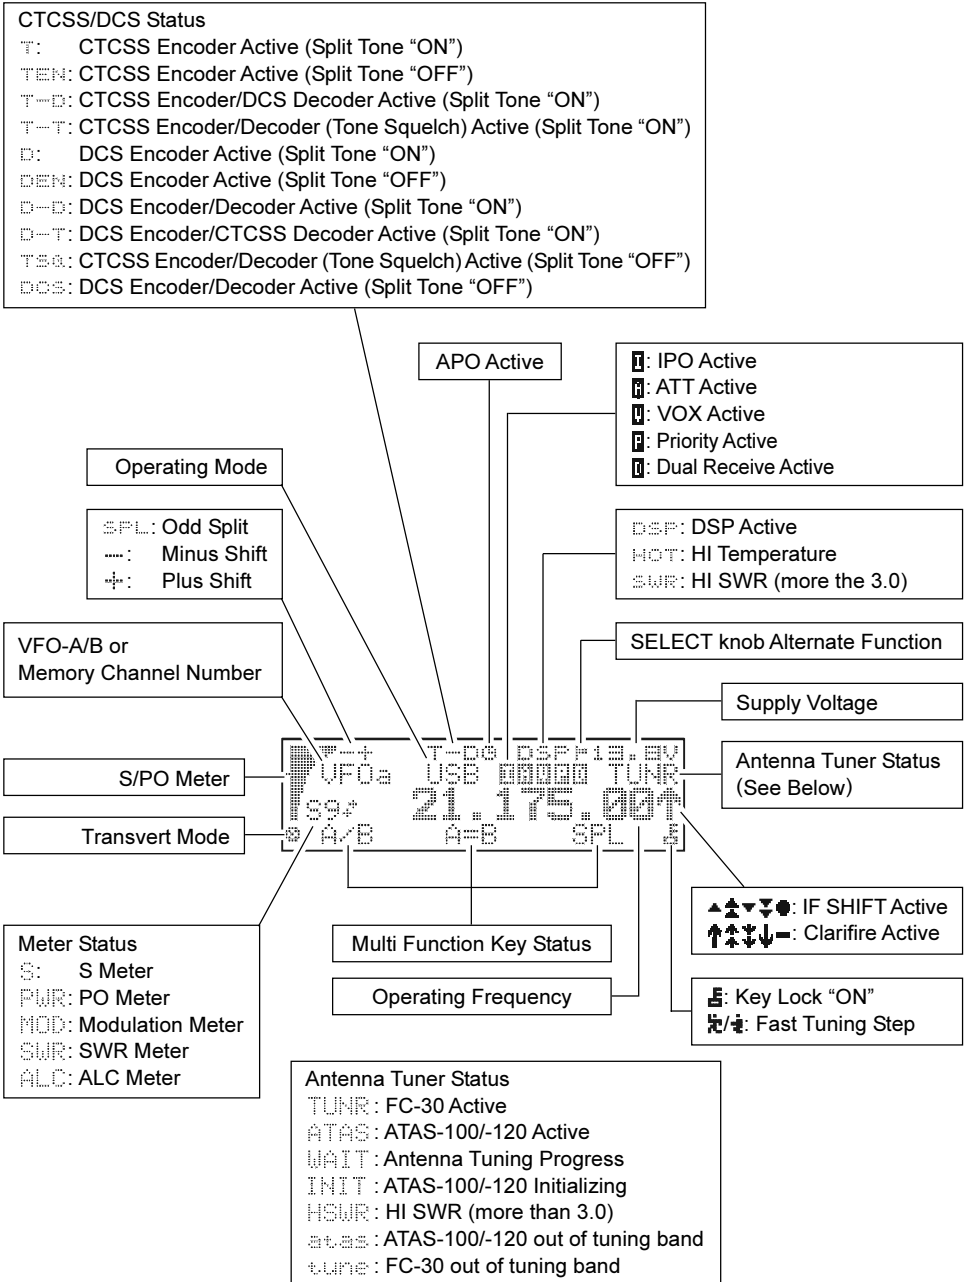 CTCSS/DCS Status
T: CTCSS Encoder Active (Split Tone “ON”)
TEN: CTCSS Encoder Active (Split Tone “OFF”)
T-D: CTCSS Encoder/DCS Decoder Active (Split Tone “ON”)
T-T: CTCSS Encoder/Decoder (Tone Squelch) Active (Split Tone “ON”)
D: DCS Encoder Active (Split Tone “ON”)
DEN: DCS Encoder Active (Split Tone “OFF”)
D-D: DCS Encoder/Decoder Active (Split Tone “ON”)
D-T: DCS Encoder/CTCSS Decoder Active (Split Tone “ON”)
TSQ: CTCSS Encoder/Decoder (Tone Squelch) Active (Split Tone “OFF”)
DCS: DCS Encoder/Decoder Active (Split Tone “OFF”)
APO Active
I: IPO Active
A: ATT Active
V: VOX Active
P: Priority Active
D: Dual Receive Active
Operating Mode
SPL: Odd Split
-: Minus Shift
+: Plus Shift
DSP: DSP Active
HOT: HI Temperature
SWR: HI SWR (more the 3.0)
VFO-A/B or
Memory Channel Number
SELECT knob Alternate Function
Supply Voltage
S/PO Meter
Transvert Mode
▼-+ T-D DSP 13.8V
VFOa USB TUNR
S9 21.175.00↑
A/B A=B SPL
Antenna Tuner Status
(See Below)
▲ ▼ ●: IF SHIFT Active
↑ ↓ -: Clarifire Active
Meter Status
S: S Meter
PWR: PO Meter
MOD: Modulation Meter
SWR: SWR Meter
ALC: ALC Meter
Multi Function Key Status
Operating Frequency
: Key Lock “ON”
/: Fast Tuning Step
Antenna Tuner Status
TUNR: FC-30 Active
ATAS: ATAS-100/-120 Active
WAIT: Antenna Tuning Progress
INIT: ATAS-100/-120 Initializing
HSWR: HI SWR (more than 3.0)
atas: ATAS-100/-120 out of tuning band
tune: FC-30 out of tuning band